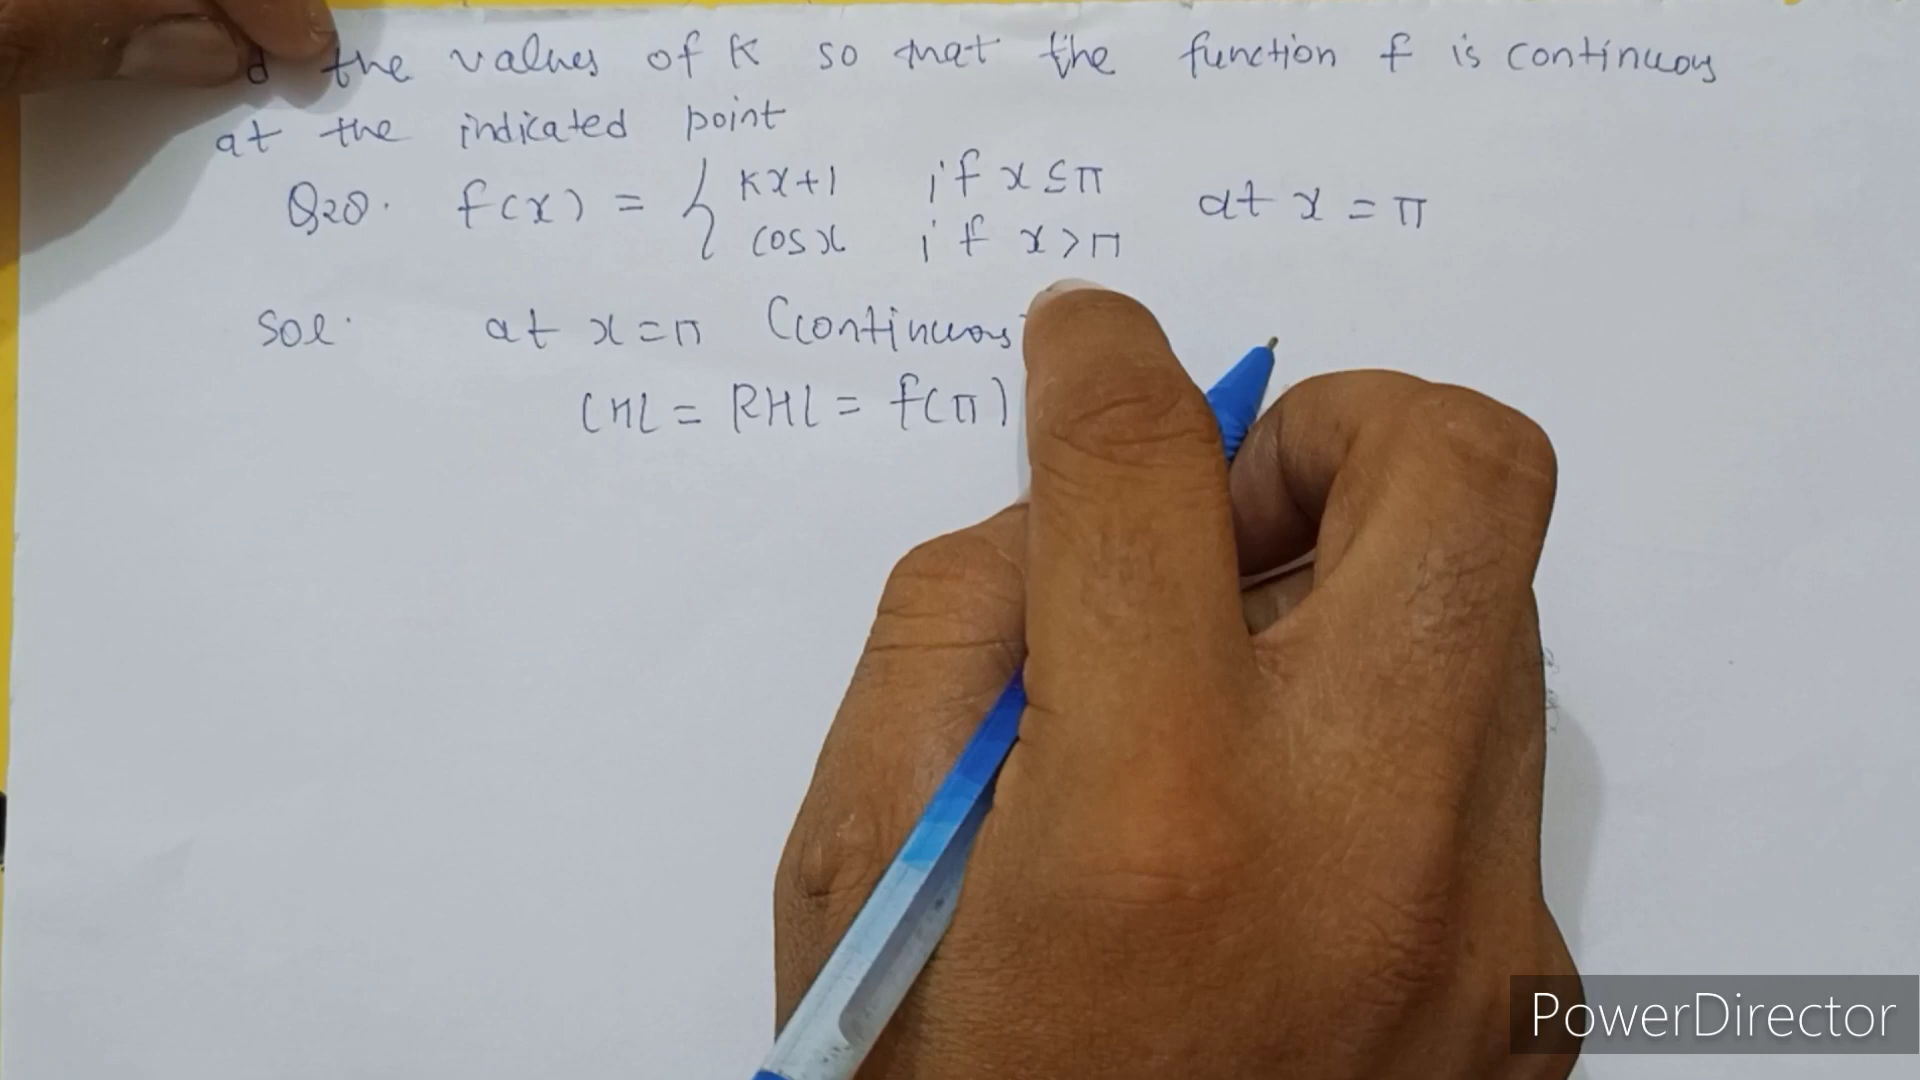 d the values of K so that the function f is continuous
at the indicated point
Q28. f(x) = { kx+1 if x ≤ π at x = π
cos x if x > π
Sol. at x = π (continuous)
LHL = RHL = f(π)
PowerDirector